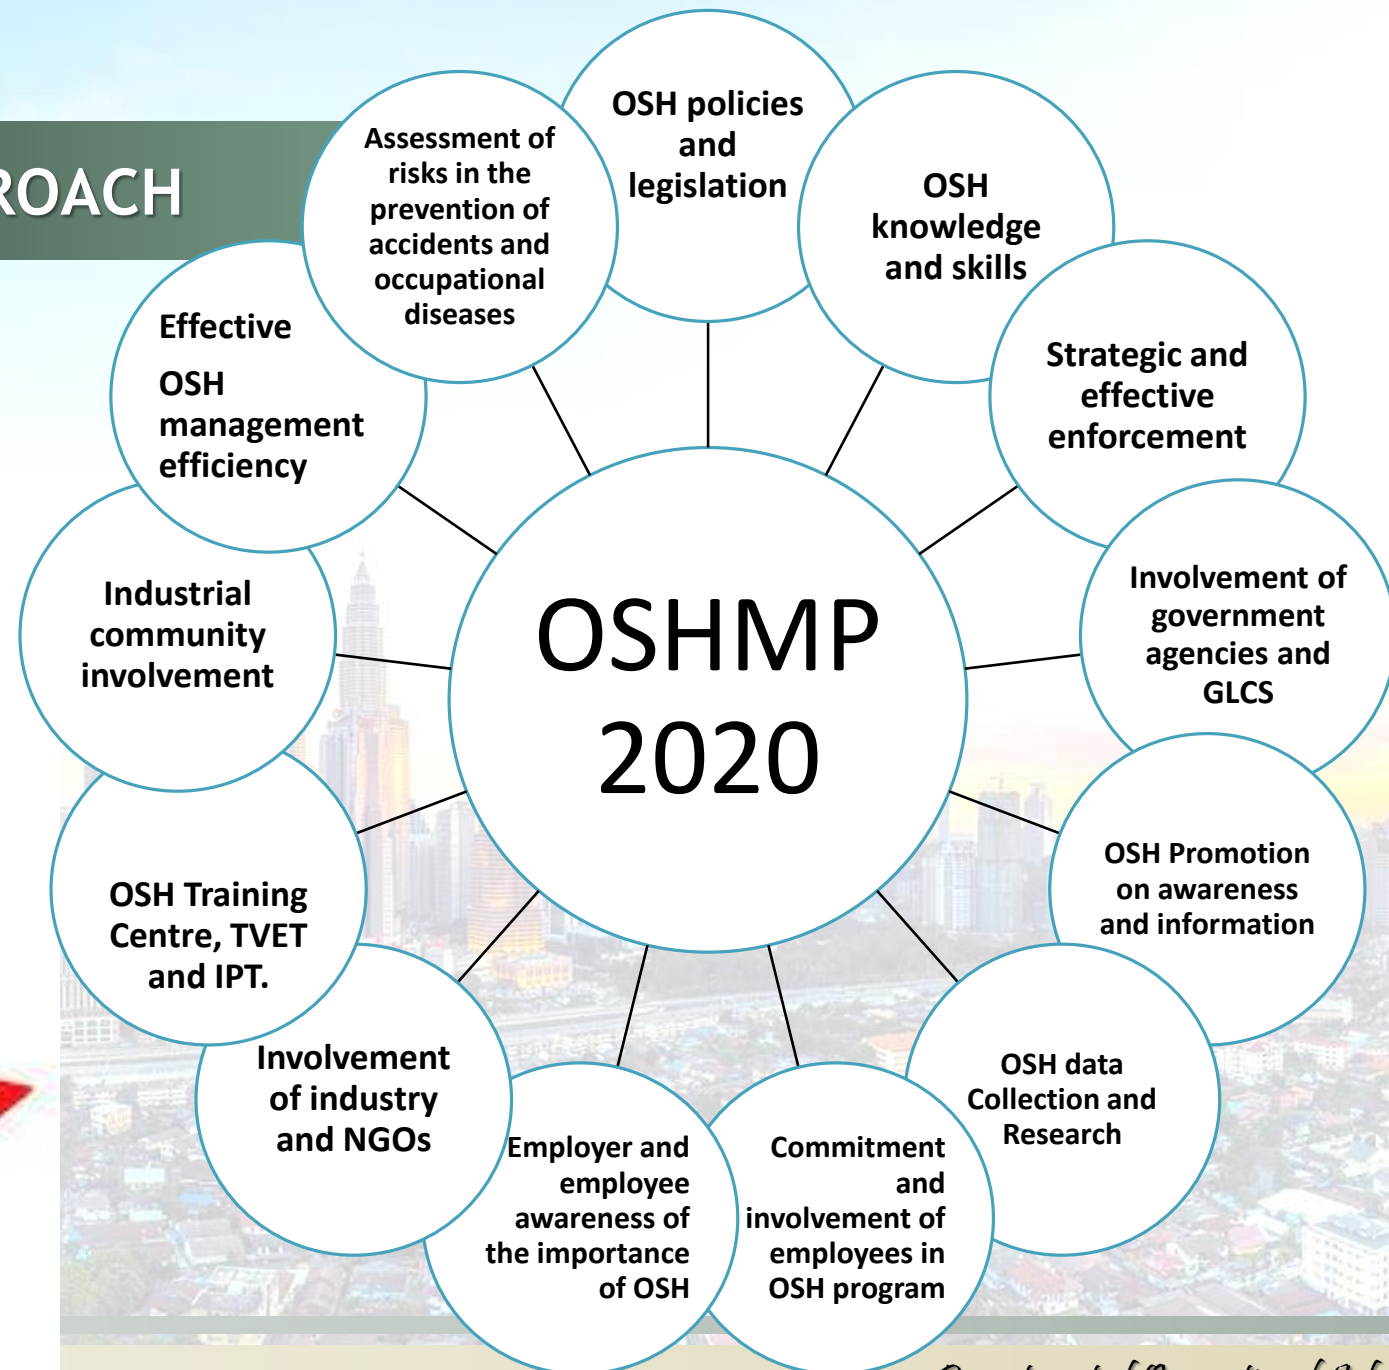 ROACH
OSH policies
and
legislation
OSH
knowledge
and skills
Strategic and
effective
enforcement
Involvement of
government
agencies and
GLCS
OSH Promotion
on awareness
and information
OSH data
Collection and
Research
Commitment
and
involvement of
employees in
OSH program
Employer and
employee
awareness of
the importance
of OSH
Involvement
of industry
and NGOs
OSH Training
Centre, TVET
and IPT.
Industrial
community
involvement
Effective
OSH
management
efficiency
Assessment of
risks in the
prevention of
accidents and
occupational
diseases
OSHMP
2020